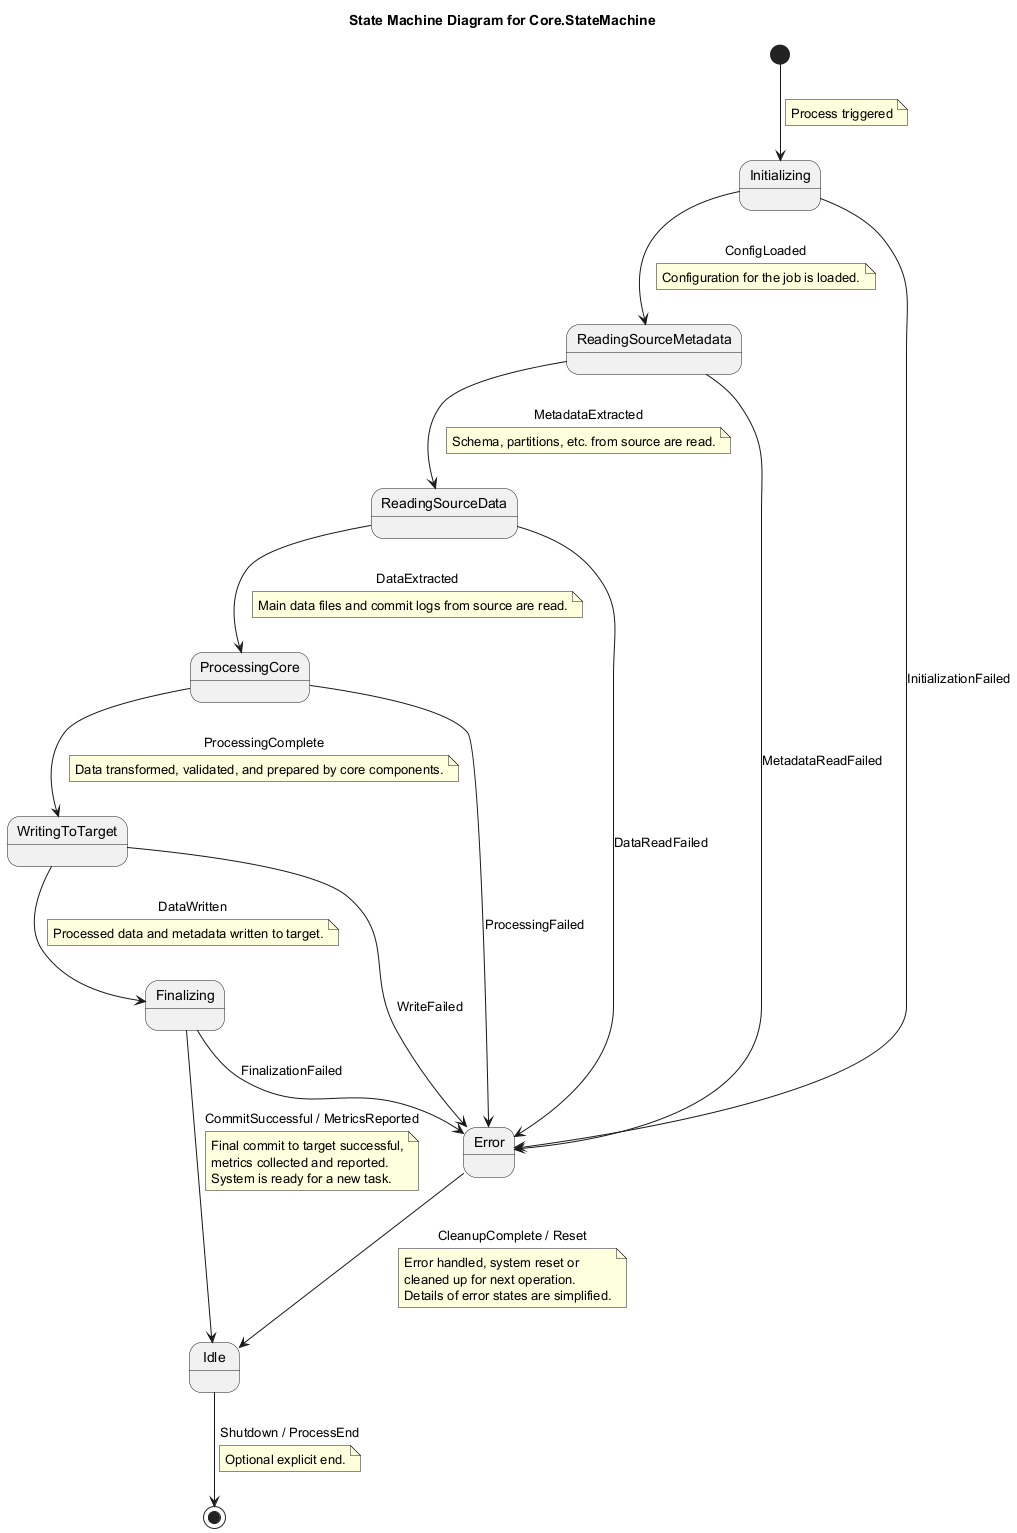 State Machine Diagram for Core.StateMachine
Process triggered
Initializing
ConfigLoaded
Configuration for the job is loaded.
ReadingSourceMetadata
MetadataExtracted
Schema, partitions, etc. from source are read.
ReadingSourceData
DataExtracted
Main data files and commit logs from source are read.
ProcessingCore
InitializationFailed
ProcessingComplete
MetadataReadFailed
Data transformed, validated, and prepared by core components.
WritingToTarget
DataReadFailed
DataWritten
ProcessingFailed
Processed data and metadata written to target.
Finalizing
WriteFailed
FinalizationFailed
CommitSuccessful / MetricsReported
Final commit to target successful,
metrics collected and reported.
System is ready for a new task.
Error
CleanupComplete / Reset
Error handled, system reset or
cleaned up for next operation.
Details of error states are simplified.
Idle
Shutdown / ProcessEnd
Optional explicit end.